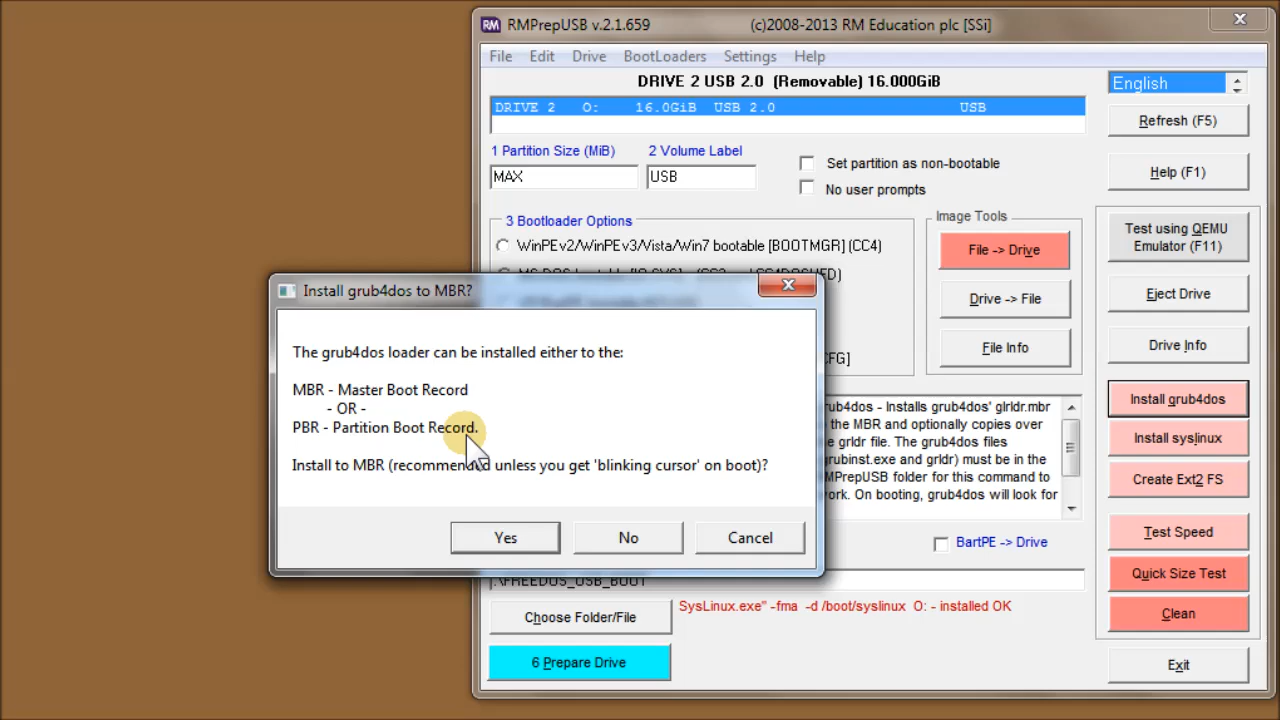 RM RMPrepUSB v.2.1.659 (c)2008-2013 RM Education plc [SSi]
File Edit Drive BootLoaders Settings Help
DRIVE 2 USB 2.0 (Removable) 16.000GiB
English
DRIVE 2 O: 16.0GiB USB 2.0 USB
Refresh (F5)
1 Partition Size (MiB) 2 Volume Label
Set partition as non-bootable
MAX USB
Help (F1)
No user prompts
3 Bootloader Options
Image Tools
WinPEv2/WinPEv3/Vista/Win7 bootable [BOOTMGR] (CC4)
File -> Drive
Test using QEMU
Emulator (F11)
Drive -> File
Eject Drive
File Info
Drive Info
CFG]
Install grub4dos to MBR?
The grub4dos loader can be installed either to the:
MBR - Master Boot Record
- OR -
PBR - Partition Boot Record.
Install to MBR (recommended unless you get 'blinking cursor' on boot)?
Yes No Cancel
ub4dos - Installs grub4dos' glrldr.mbr
the MBR and optionally copies over
e grldr file. The grub4dos files
grubinst.exe and grldr) must be in the
MPrepUSB folder for this command to
ork. On booting, grub4dos will look for
Install grub4dos
Install syslinux
Create Ext2 FS
Test Speed
BartPE -> Drive
Quick Size Test
.\FREEDOS_USB_BOOT
Choose Folder/File
SysLinux.exe" -fma -d /boot/syslinux O: - installed OK
Clean
6 Prepare Drive
Exit